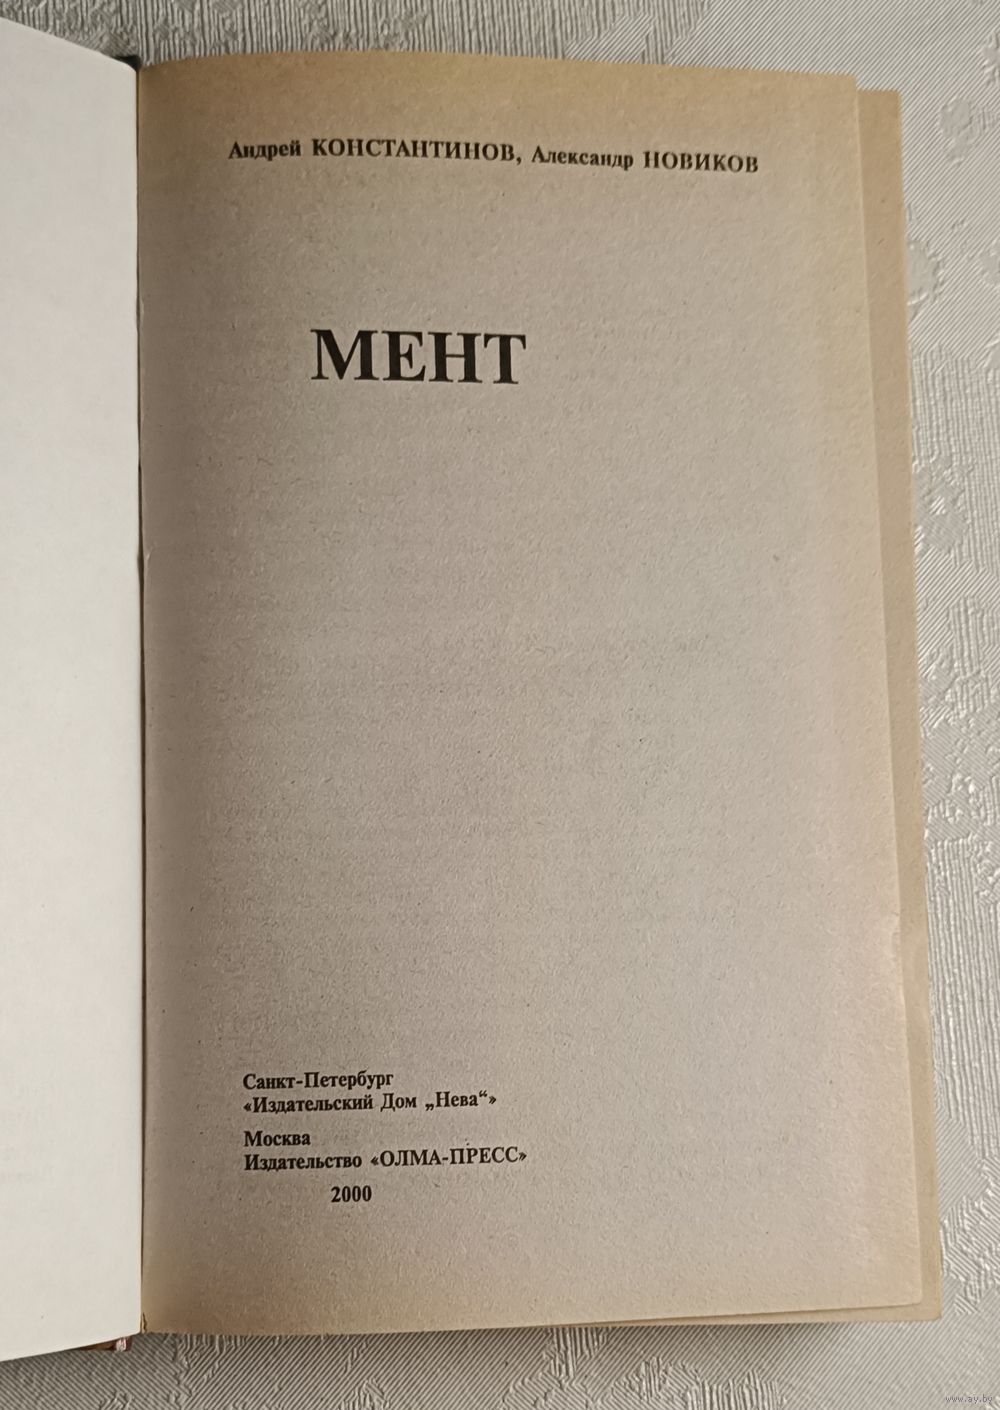 Андрей КОНСТАНТИНОВ, Александр НОВИКОВ
МЕНТ
Санкт-Петербург
«Издательский Дом „Нева“»
Москва
Издательство «ОЛМА-ПРЕСС»
2000
www.ay.by